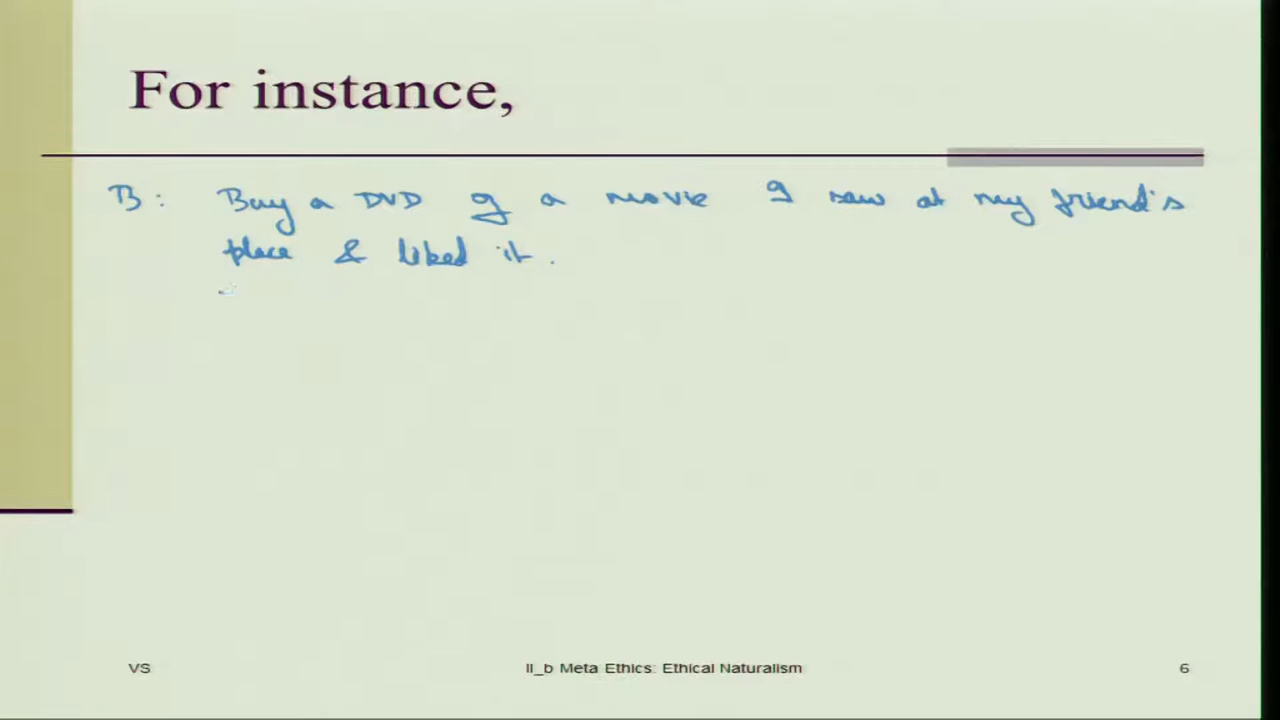 For instance,
B: Buy a DVD of a movie I saw at my friend's
place & liked it.
VS
II_b Meta Ethics: Ethical Naturalism
6